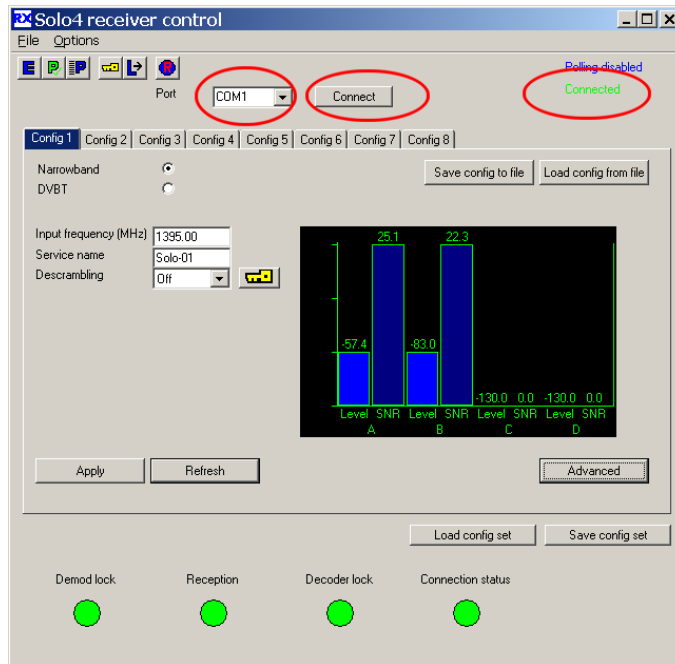 RX Solo4 receiver control
File Options
E P P R
Polling disabled
Port COM1 Connect Connected
Config 1 Config 2 Config 3 Config 4 Config 5 Config 6 Config 7 Config 8
Narrowband
DVBT
Save config to file Load config from file
Input frequency (MHz) 1395.00
Service name Solo-01
Descrambling Off
25.1 22.3
-57.4 -83.0
-130.0 0.0 -130.0 0.0
Level SNR Level SNR Level SNR Level SNR
A B C D
Apply Refresh Advanced
Load config set Save config set
Demod lock Reception Decoder lock Connection status